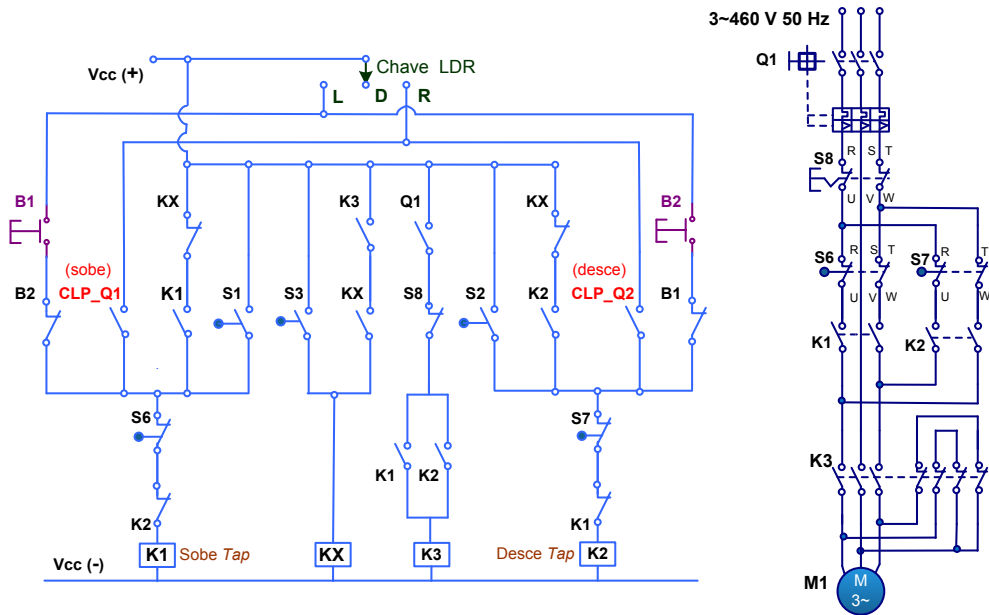 3~460 V 50 Hz
Vcc (+)
Chave LDR
L D R
Q1
R S T
S8
U V W
B1
KX
K3
Q1
KX
B2
(sobe)
(desce)
B2
CLP_Q1
K1
S1
S3
KX
S8
S2
K2
CLP_Q2
B1
S6
R S T
S7
R T
U V W
U W
K1
K2
S6
S7
K1
K2
K3
K2
K1
K1 Sobe Tap
KX
K3
Desce Tap K2
Vcc (-)
M1
M
3~